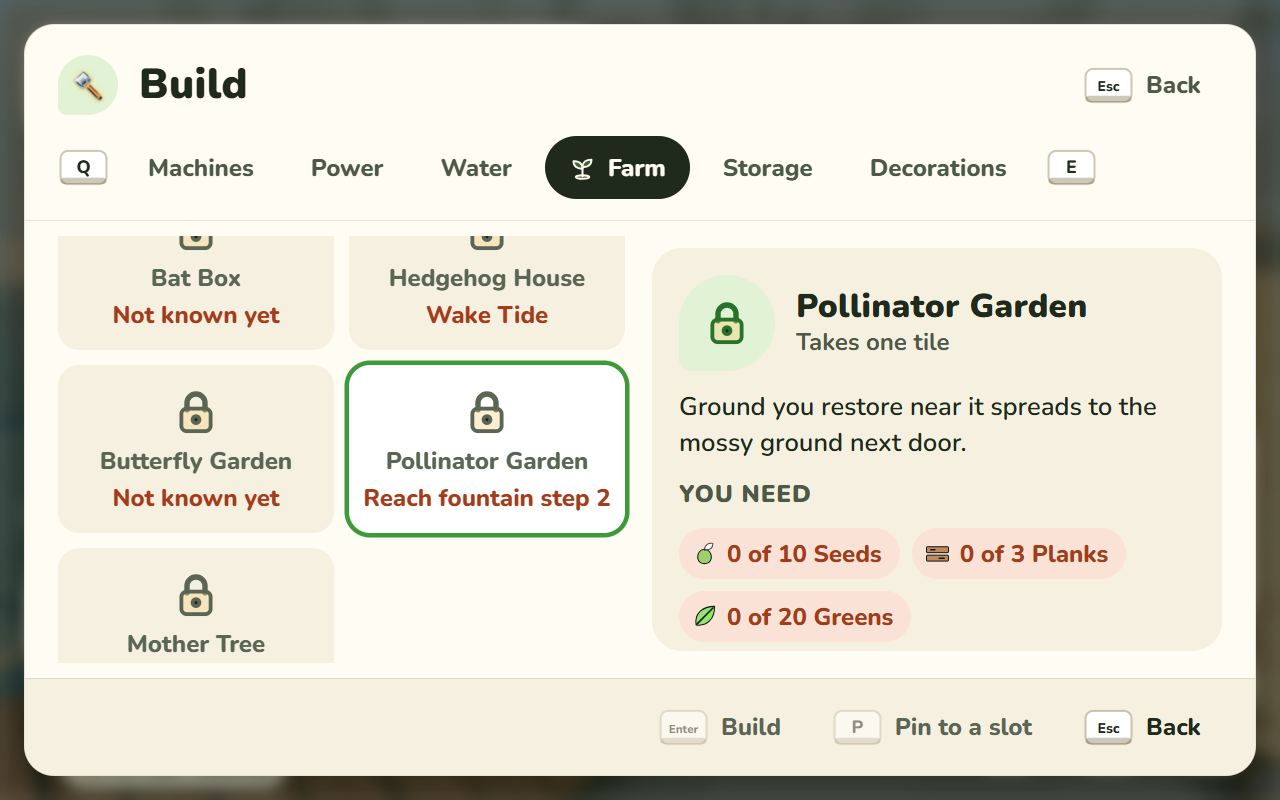 Build
Esc Back
Q Machines Power Water Farm Storage Decorations E
Bat Box
Not known yet
Hedgehog House
Wake Tide
Butterfly Garden
Not known yet
Pollinator Garden
Reach fountain step 2
Mother Tree
Pollinator Garden
Takes one tile
Ground you restore near it spreads to the
mossy ground next door.
YOU NEED
0 of 10 Seeds
0 of 3 Planks
0 of 20 Greens
Enter Build P Pin to a slot Esc Back